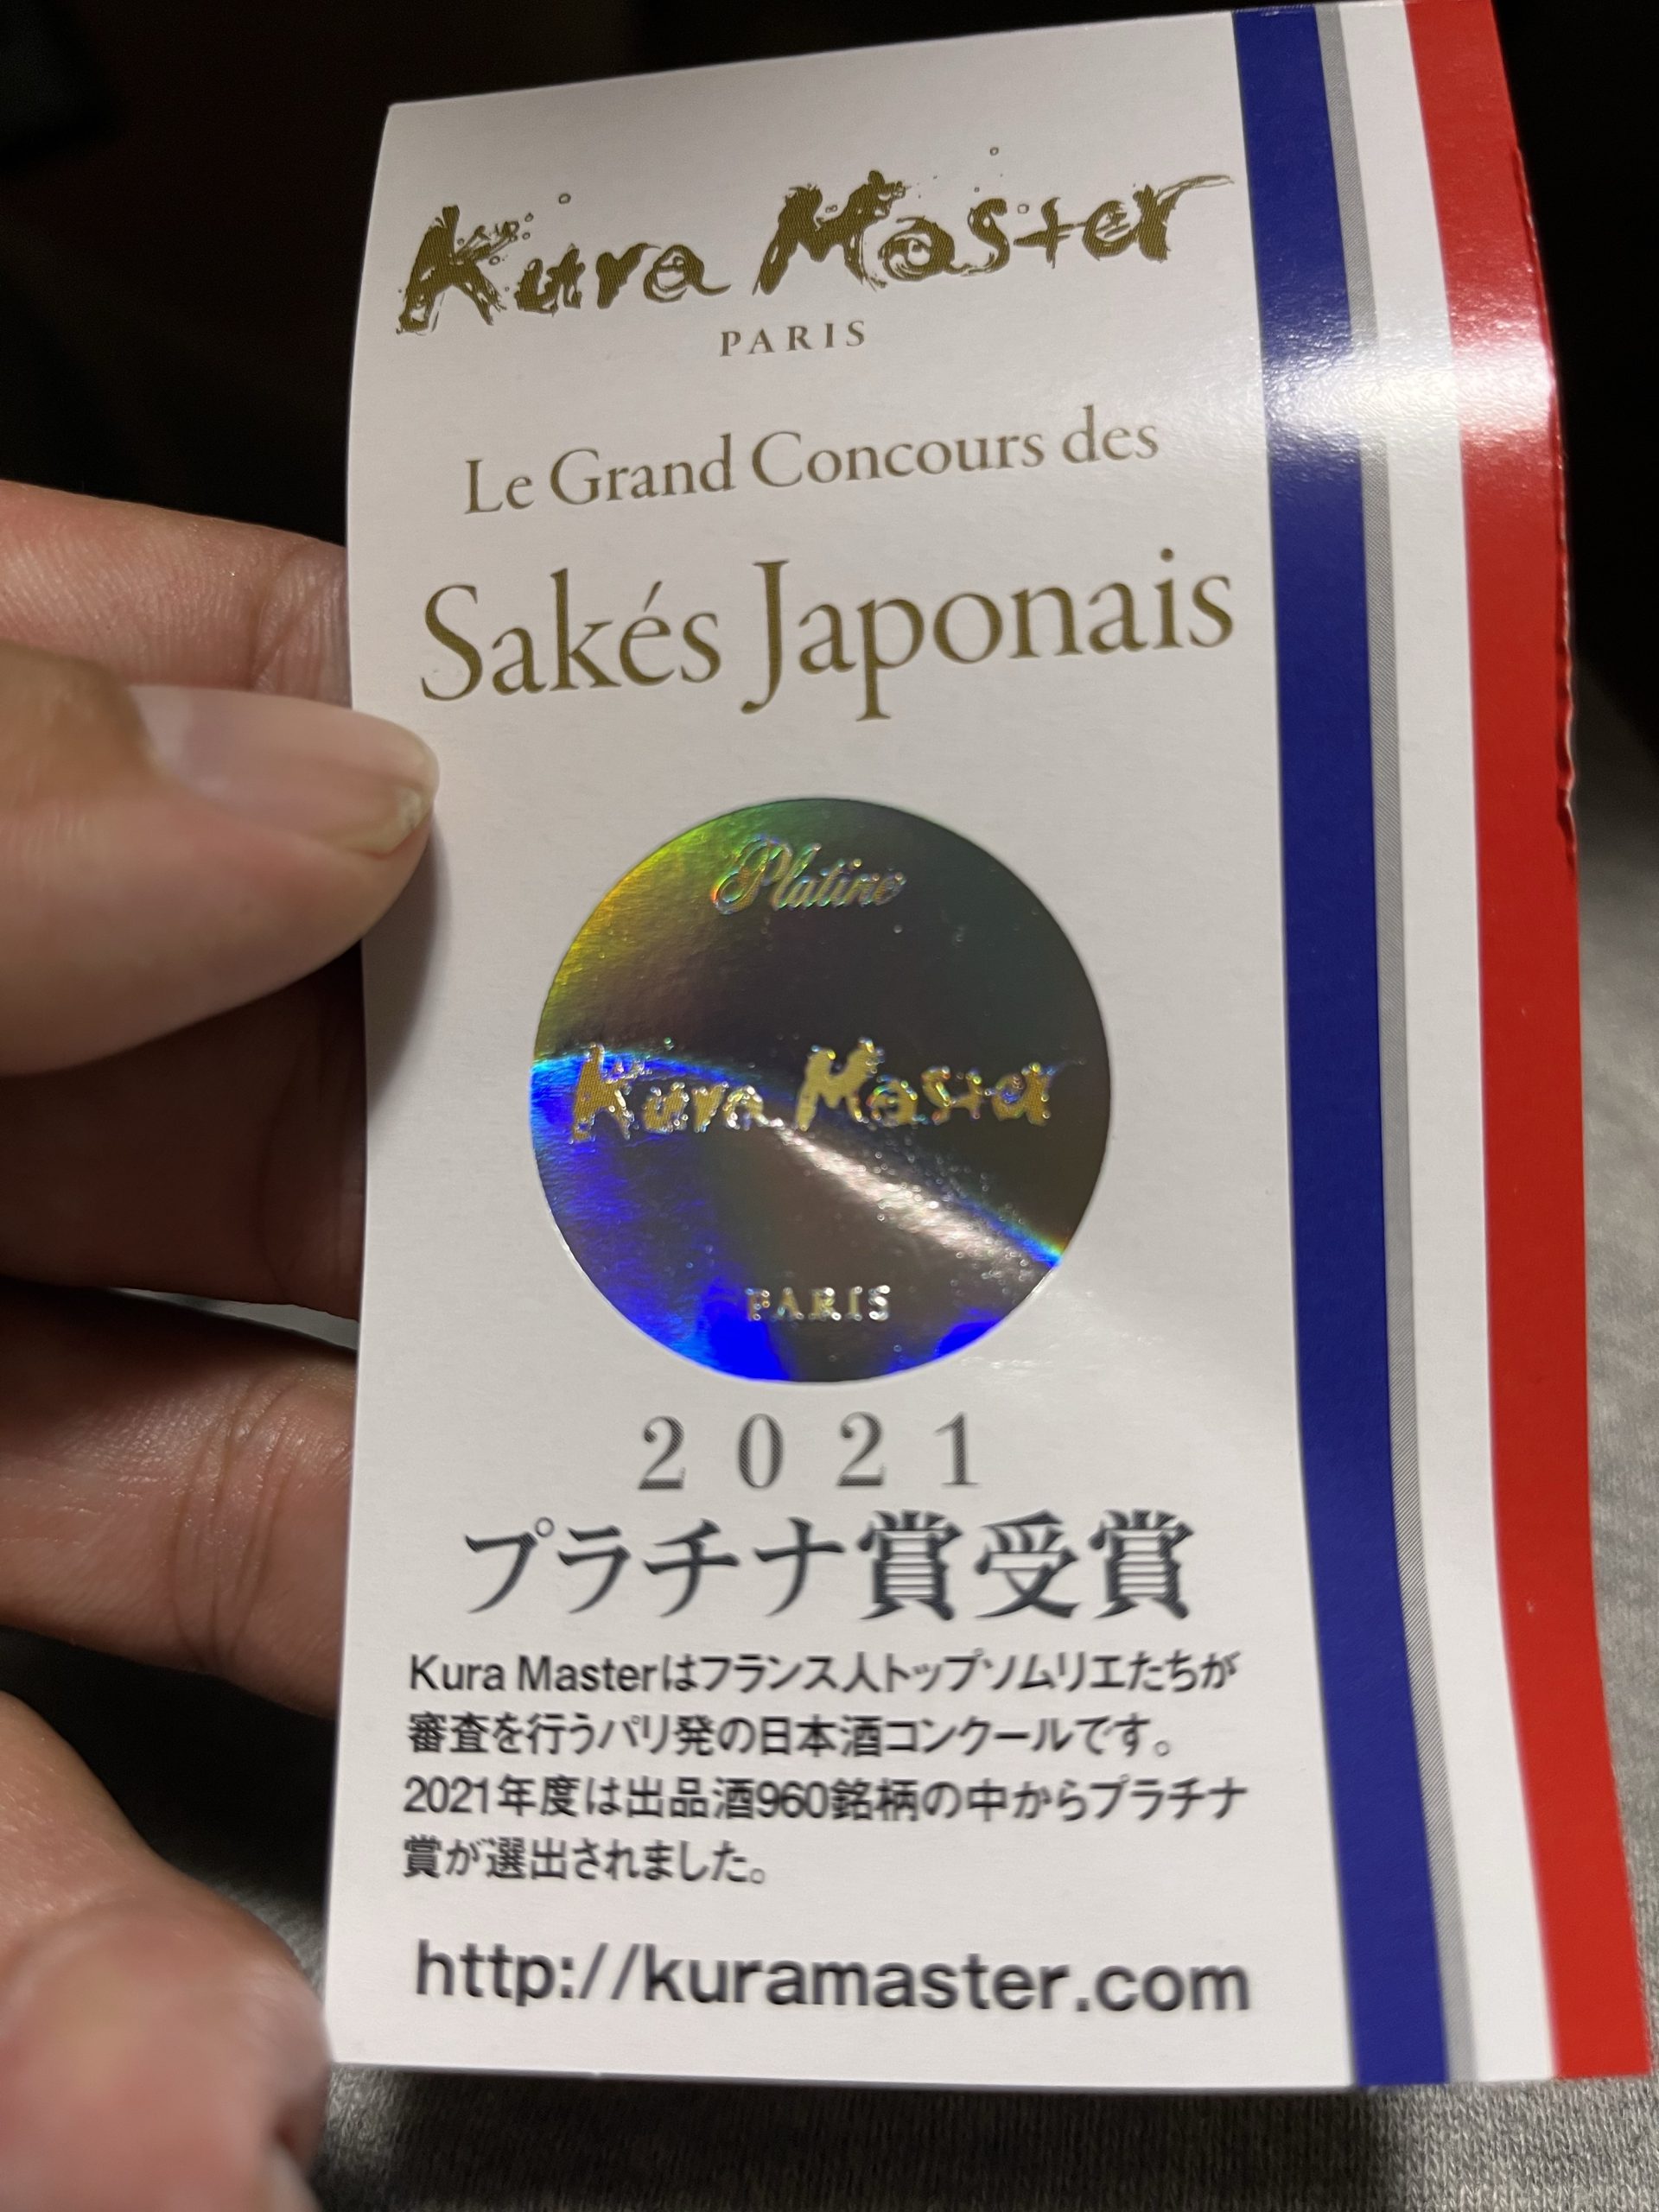 Kura Master
PARIS
Le Grand Concours des
Sakés Japonais
Platine
Kura Master
PARIS
2021
プラチナ賞受賞
Kura Masterはフランス人トップソムリエたちが
審査を行うパリ発の日本酒コンクールです。
2021年度は出品酒960銘柄の中からプラチナ
賞が選出されました。
http://kuramaster.com